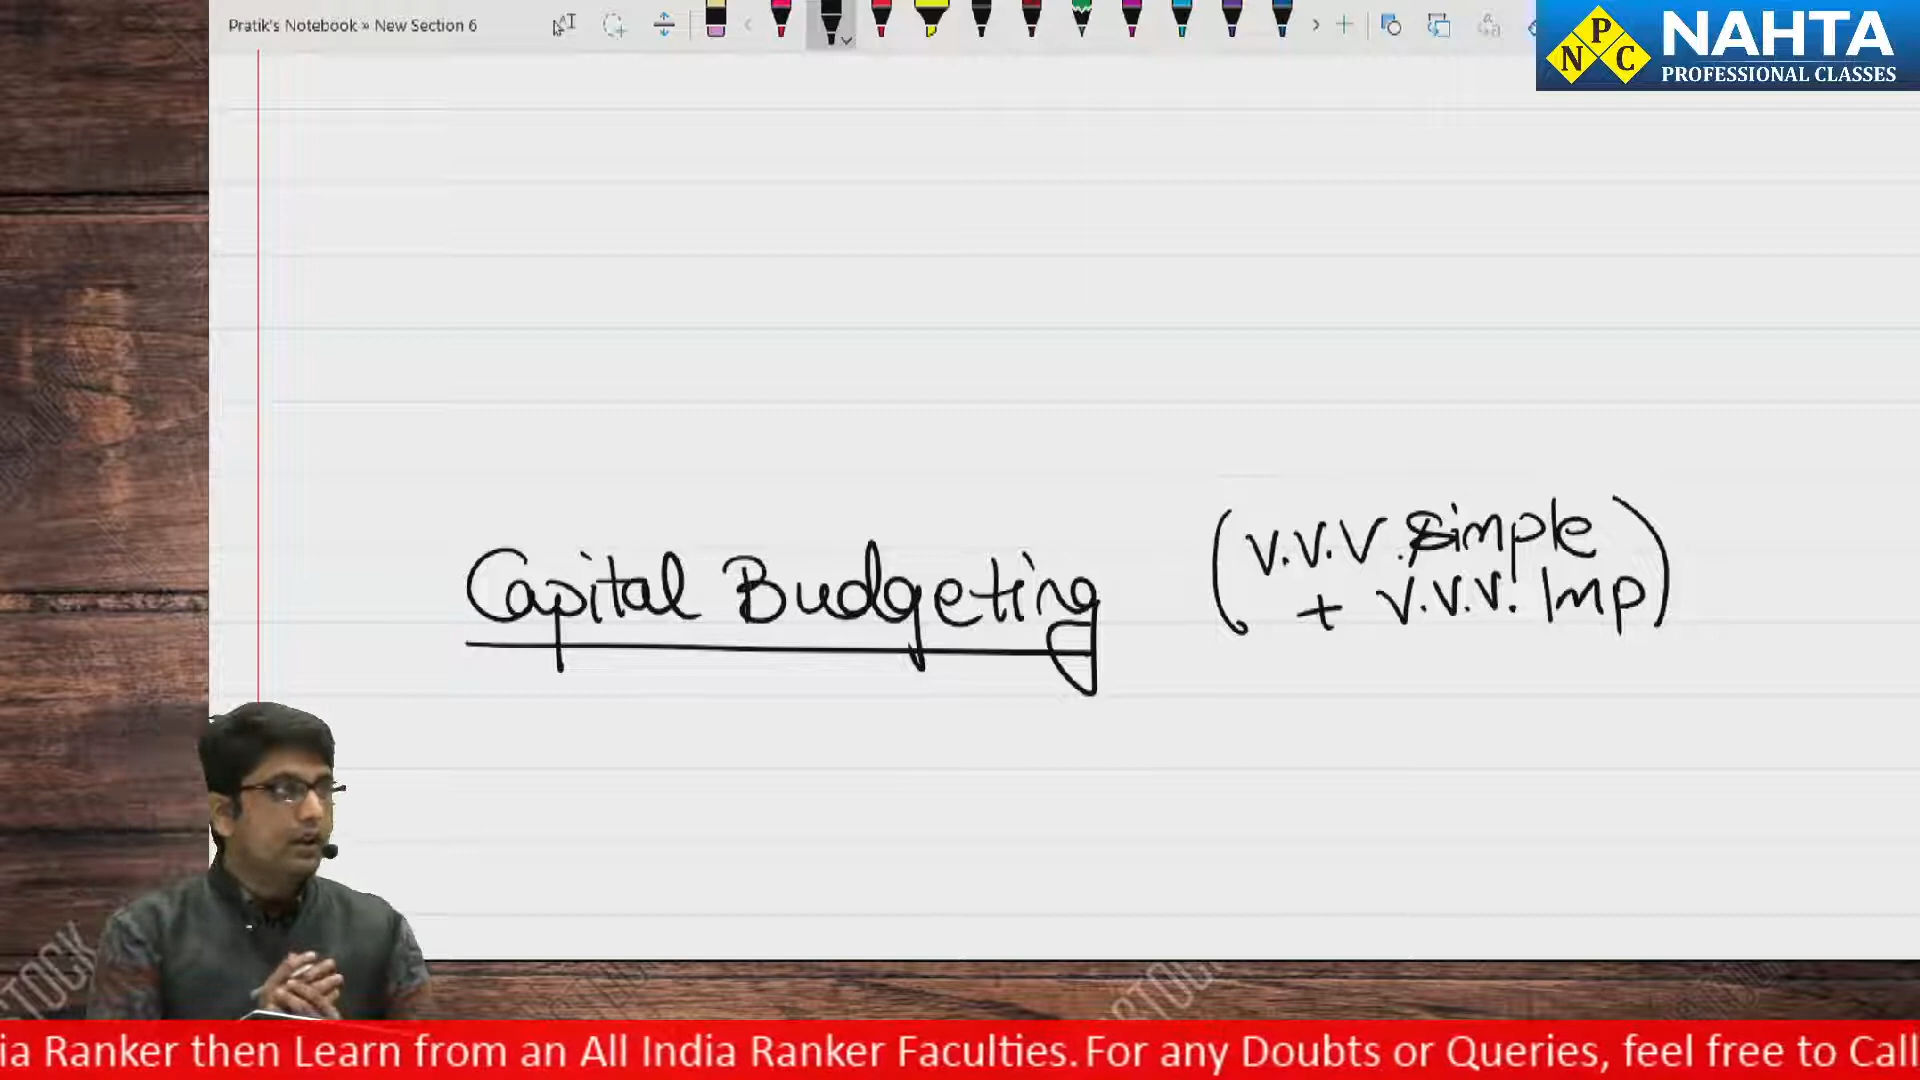 Pratik's Notebook » New Section 6
N P C
NAHTA
PROFESSIONAL CLASSES
Capital Budgeting
(V.V.V. Simple
+ V.V.V. Imp)
ia Ranker then Learn from an All India Ranker Faculties. For any Doubts or Queries, feel free to Call